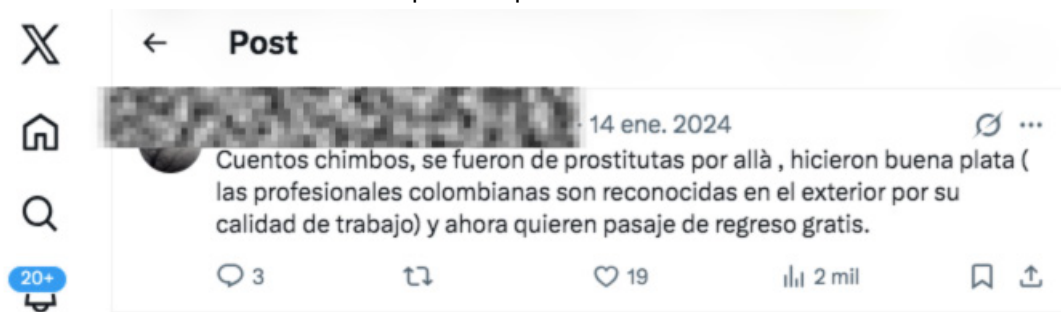 Post
· 14 ene. 2024
Cuentos chimbos, se fueron de prostitutas por allà , hicieron buena plata (
las profesionales colombianas son reconocidas en el exterior por su
calidad de trabajo) y ahora quieren pasaje de regreso gratis.
3 19 2 mil
20+